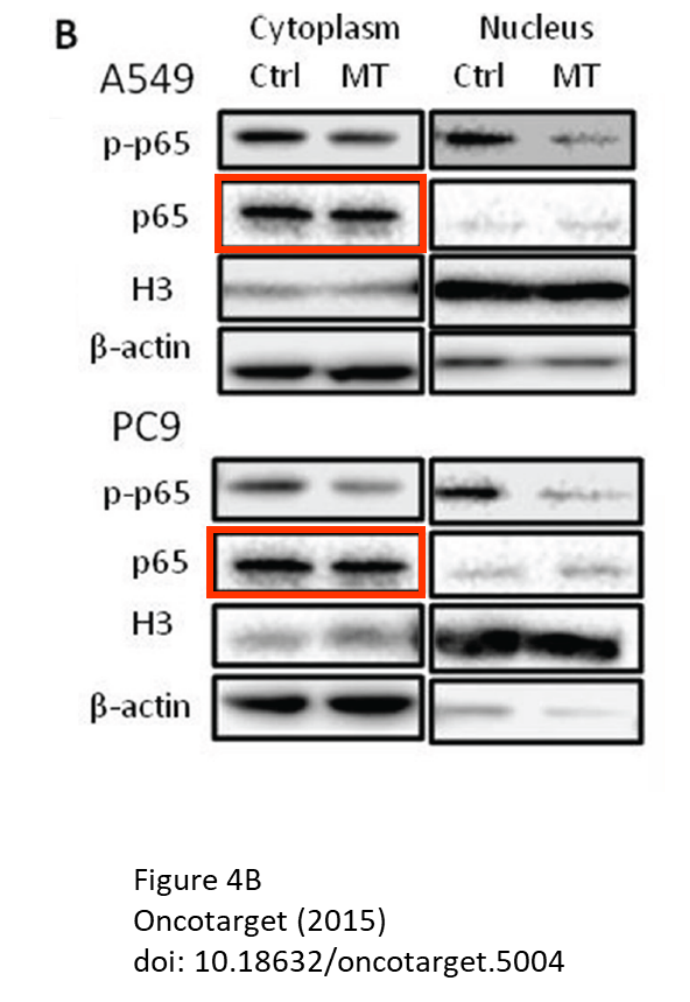 B
Cytoplasm Nucleus
A549 Ctrl MT Ctrl MT
p-p65
p65
H3
β-actin
PC9
p-p65
p65
H3
β-actin
Figure 4B
Oncotarget (2015)
doi: 10.18632/oncotarget.5004